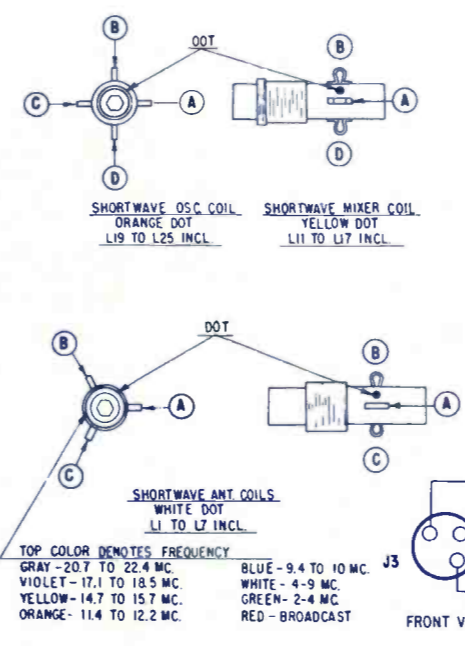 B
DOT
B
C
A
A
D
D
SHORTWAVE OSC. COIL
ORANGE DOT
L19 TO L25 INCL.
SHORTWAVE MIXER COIL
YELLOW DOT
L11 TO L17 INCL.
DOT
B
B
A
A
C
C
SHORTWAVE ANT. COILS
WHITE DOT
L1 TO L7 INCL.
TOP COLOR DENOTES FREQUENCY
GRAY - 20.7 TO 22.4 MC.
VIOLET - 17.1 TO 18.5 MC.
YELLOW - 14.7 TO 15.7 MC.
ORANGE - 11.4 TO 12.2 MC.
BLUE - 9.4 TO 10 MC.
WHITE - 4-9 MC.
GREEN - 2-4 MC.
RED - BROADCAST
J3
FRONT V